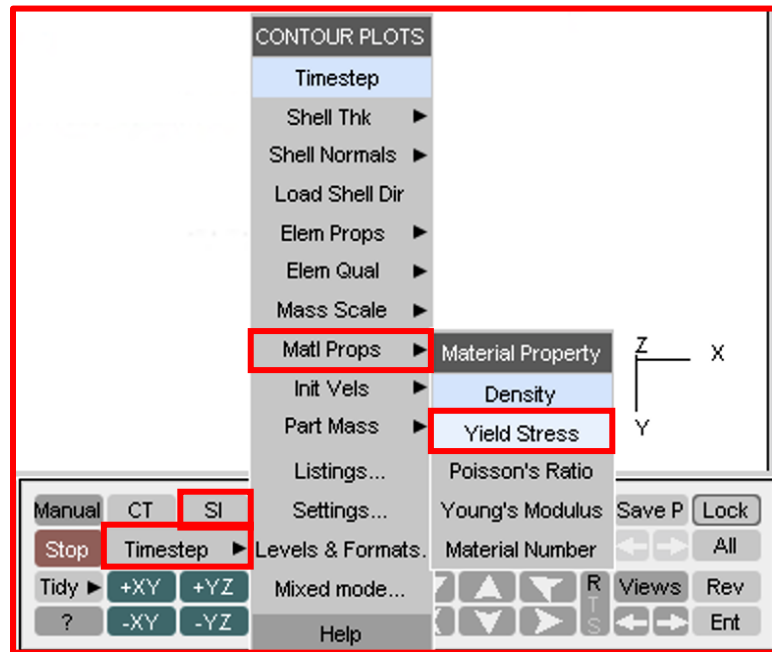 CONTOUR PLOTS
Timestep
Shell Thk
Shell Normals
Load Shell Dir
Elem Props
Elem Qual
Mass Scale
Matl Props
Init Vels
Part Mass
Listings...
Settings...
Levels & Formats.
Mixed mode...
Help
Material Property
Density
Yield Stress
Poisson's Ratio
Young's Modulus
Material Number
Z
X
Y
Manual CT SI Save P Lock
Stop Timestep All
Tidy +XY +YZ R Views Rev
T
? -XY -YZ S Ent